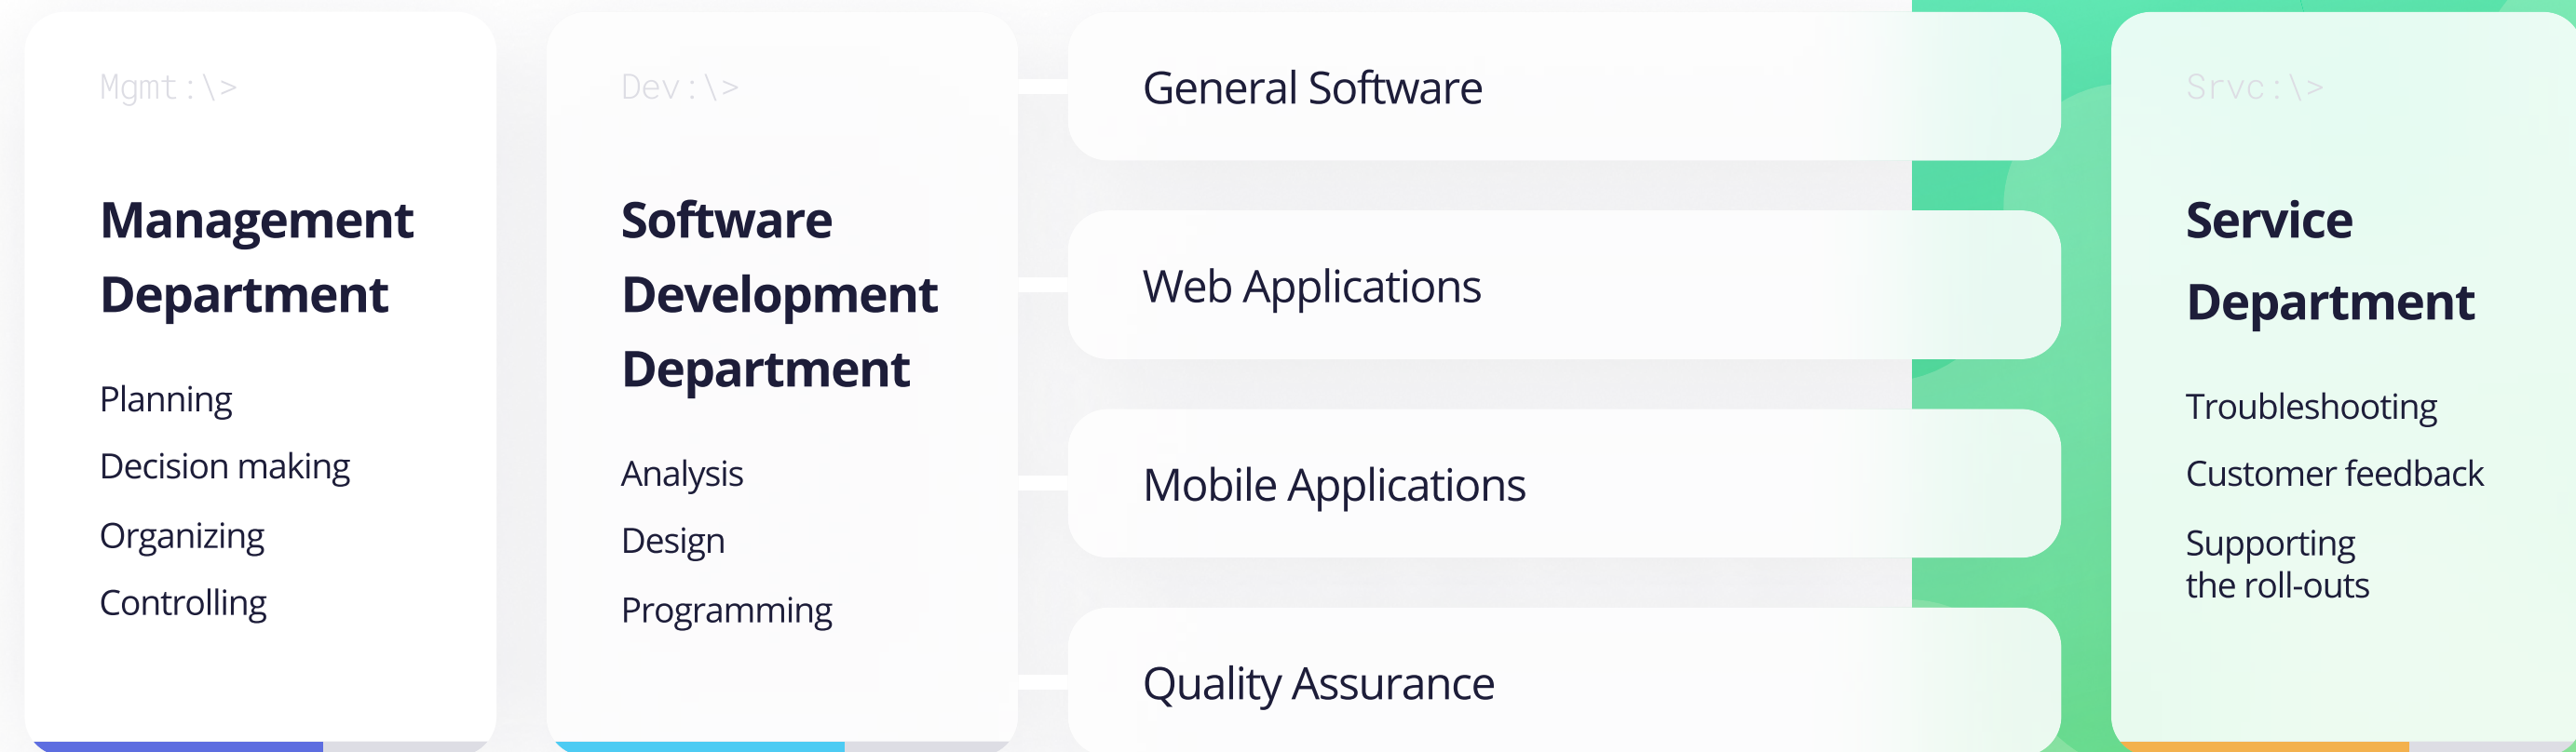 Mgmt:\>
Management
Department
Planning
Decision making
Organizing
Controlling
Dev:\>
Software
Development
Department
Analysis
Design
Programming
General Software
Web Applications
Mobile Applications
Quality Assurance
Srvc:\>
Service
Department
Troubleshooting
Customer feedback
Supporting
the roll-outs